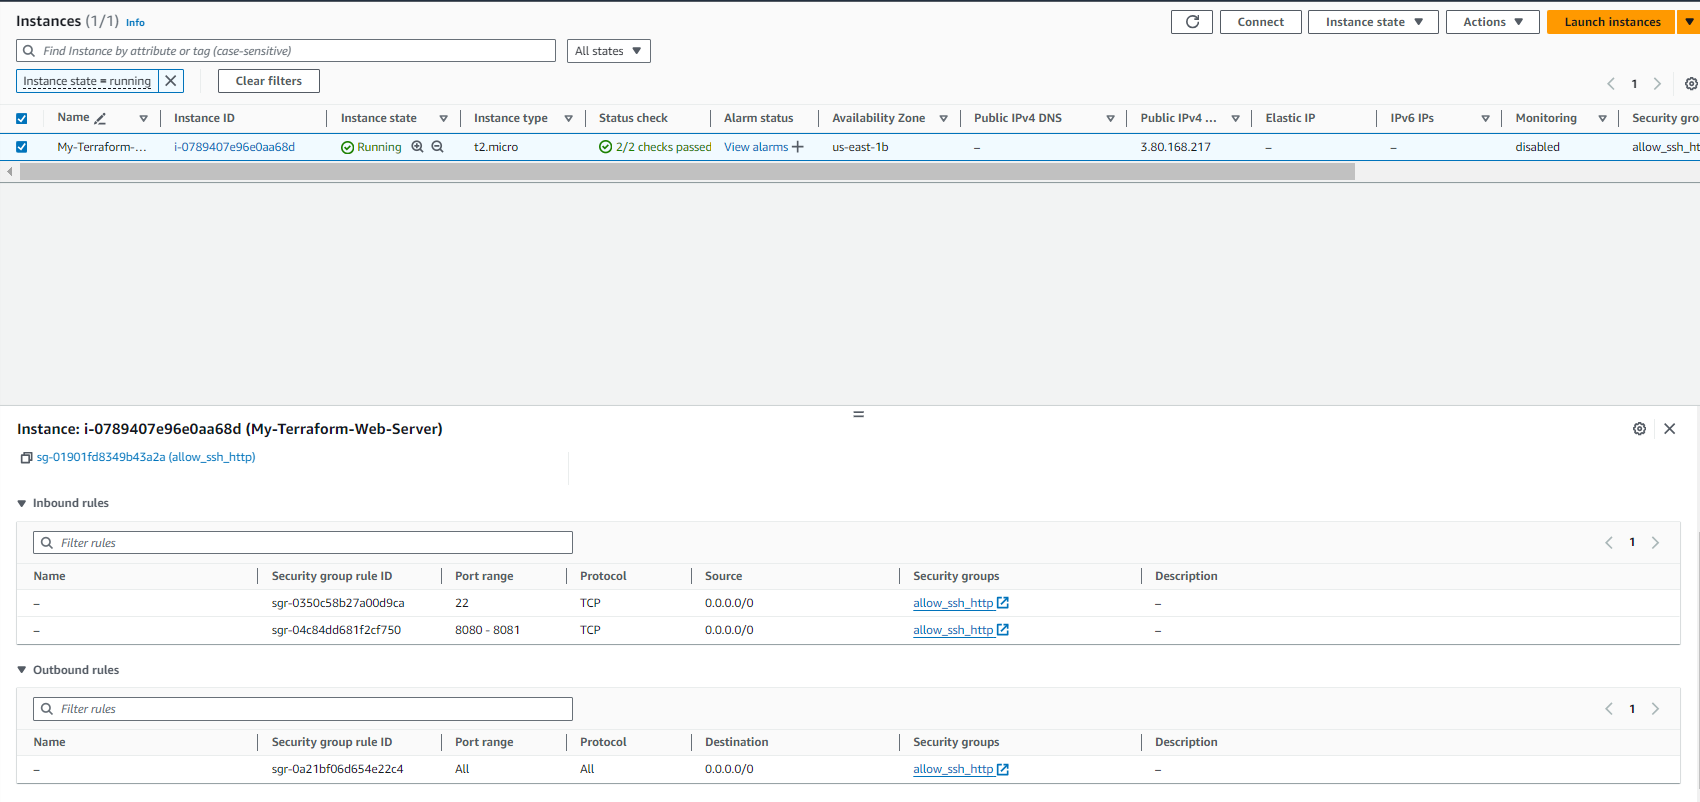 Instances (1/1) Info
Connect Instance state Actions Launch instances
Find Instance by attribute or tag (case-sensitive) All states
Instance state = running Clear filters
1
Name Instance ID Instance state Instance type Status check Alarm status Availability Zone Public IPv4 DNS Public IPv4 ... Elastic IP IPv6 IPs Monitoring Security gro
My-Terraform-... i-0789407e96e0aa68d Running t2.micro 2/2 checks passed View alarms + us-east-1b – 3.80.168.217 – – disabled allow_ssh_ht
Instance: i-0789407e96e0aa68d (My-Terraform-Web-Server)
sg-01901fd8349b43a2a (allow_ssh_http)
Inbound rules
Filter rules 1
Name Security group rule ID Port range Protocol Source Security groups Description
– sgr-0350c58b27a00d9ca 22 TCP 0.0.0.0/0 allow_ssh_http –
– sgr-04c84dd681f2cf750 8080 - 8081 TCP 0.0.0.0/0 allow_ssh_http –
Outbound rules
Filter rules 1
Name Security group rule ID Port range Protocol Destination Security groups Description
– sgr-0a21bf06d654e22c4 All All 0.0.0.0/0 allow_ssh_http –